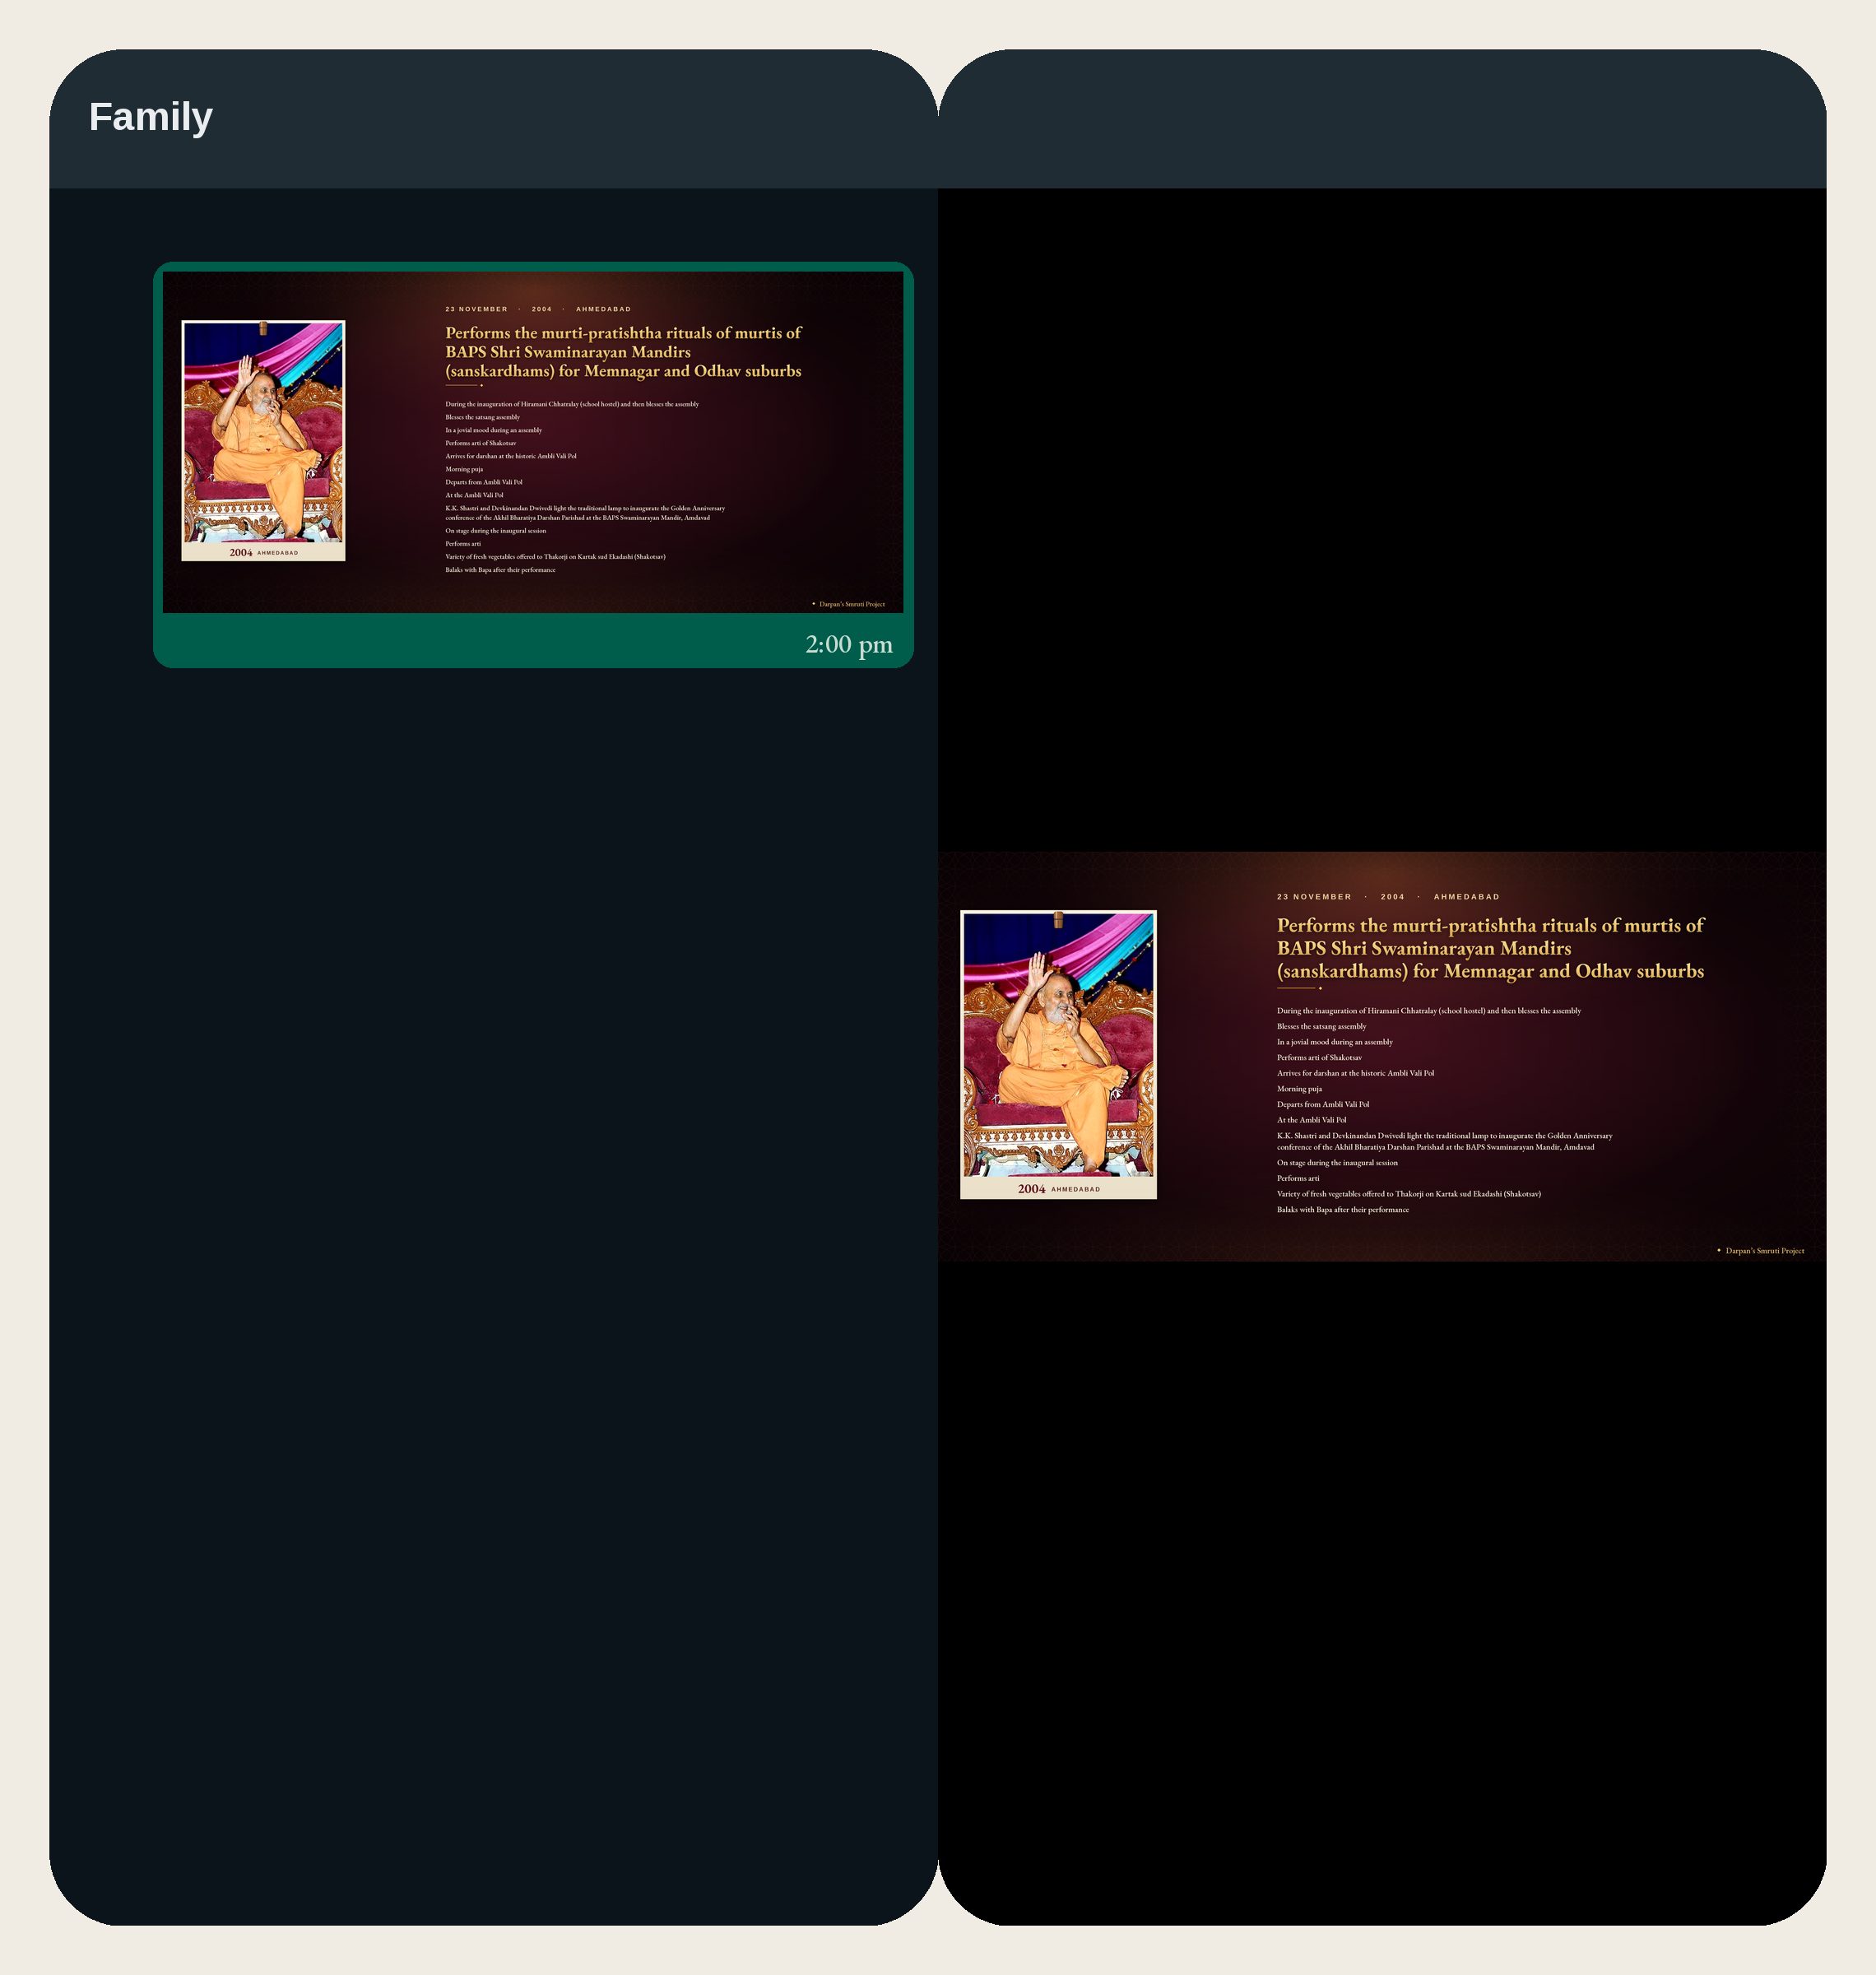 Family
23 NOVEMBER · 2004 · AHMEDABAD
Performs the murti-pratishtha rituals of murtis of
BAPS Shri Swaminarayan Mandirs
(sanskardhams) for Memnagar and Odhav suburbs
During the inauguration of Hiramani Chhatralay (school hostel) and then blesses the assembly
Blesses the satsang assembly
In a jovial mood during an assembly
Performs arti of Shakotsav
Arrives for darshan at the historic Ambli Vali Pol
Morning puja
Departs from Ambli Vali Pol
At the Ambli Vali Pol
K.K. Shastri and Devkinandan Dwivedi light the traditional lamp to inaugurate the Golden Anniversary
conference of the Akhil Bharatiya Darshan Parishad at the BAPS Swaminarayan Mandir, Amdavad
On stage during the inaugural session
Performs arti
Variety of fresh vegetables offered to Thakorji on Kartak sud Ekadashi (Shakotsav)
Balaks with Bapa after their performance
2004 AHMEDABAD
• Darpan's Smruti Project
2:00 pm
23 NOVEMBER · 2004 · AHMEDABAD
Performs the murti-pratishtha rituals of murtis of
BAPS Shri Swaminarayan Mandirs
(sanskardhams) for Memnagar and Odhav suburbs
During the inauguration of Hiramani Chhatralay (school hostel) and then blesses the assembly
Blesses the satsang assembly
In a jovial mood during an assembly
Performs arti of Shakotsav
Arrives for darshan at the historic Ambli Vali Pol
Morning puja
Departs from Ambli Vali Pol
At the Ambli Vali Pol
K.K. Shastri and Devkinandan Dwivedi light the traditional lamp to inaugurate the Golden Anniversary
conference of the Akhil Bharatiya Darshan Parishad at the BAPS Swaminarayan Mandir, Amdavad
On stage during the inaugural session
Performs arti
Variety of fresh vegetables offered to Thakorji on Kartak sud Ekadashi (Shakotsav)
Balaks with Bapa after their performance
2004 AHMEDABAD
• Darpan's Smruti Project